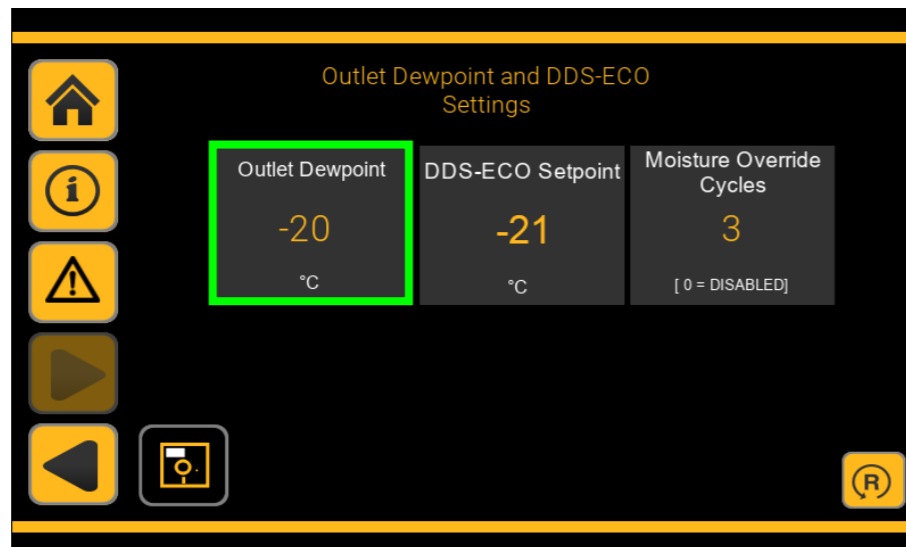 Outlet Dewpoint and DDS-ECO
Settings
Outlet Dewpoint
-20
°C
DDS-ECO Setpoint
-21
°C
Moisture Override
Cycles
3
[ 0 = DISABLED]
i
R